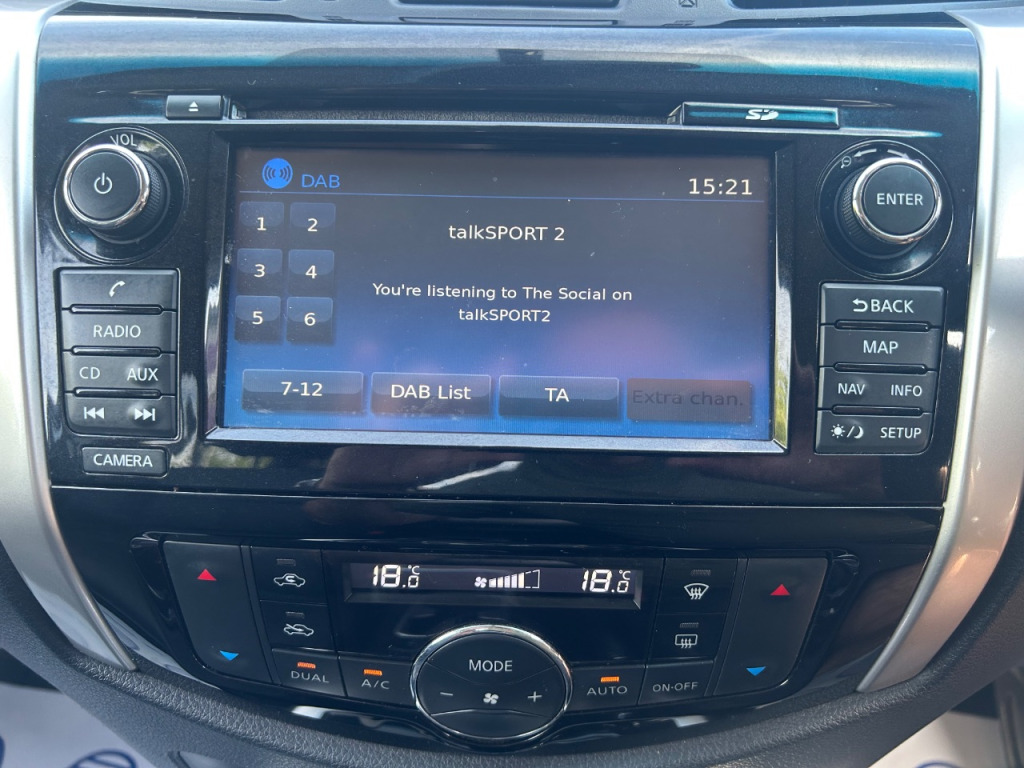 SD
VOL
DAB
15:21
ENTER
1 2
talkSPORT 2
3 4
You're listening to The Social on
talkSPORT2
5 6
BACK
RADIO
MAP
CD AUX
7-12
DAB List
TA
Extra chan.
NAV INFO
SETUP
CAMERA
18.0°C
18.0°C
MODE
DUAL
A/C
− +
AUTO
ON·OFF